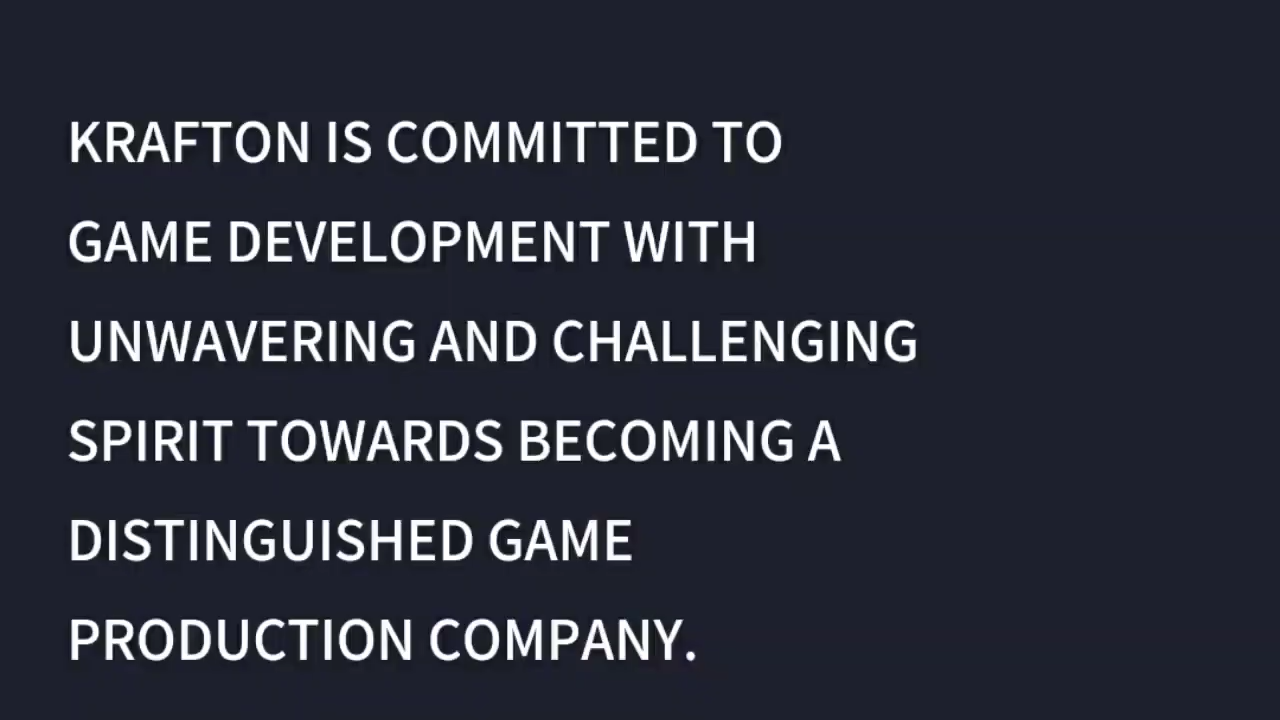 KRAFTON IS COMMITTED TO
GAME DEVELOPMENT WITH
UNWAVERING AND CHALLENGING
SPIRIT TOWARDS BECOMING A
DISTINGUISHED GAME
PRODUCTION COMPANY.